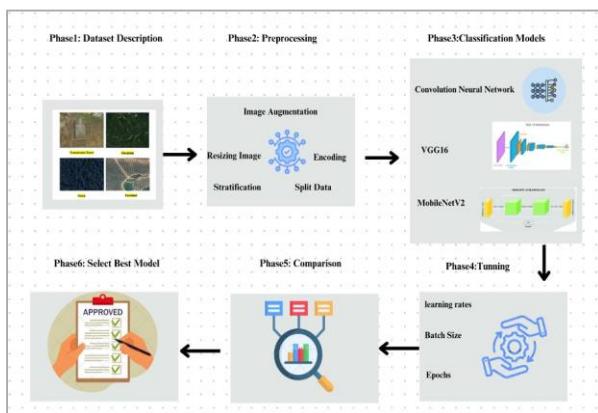 Phase1: Dataset Description
Phase2: Preprocessing
Phase3:Classification Models
Image Augmentation
Resizing Image
Encoding
Stratification
Split Data
Convolution Neural Network
VGG16
MobileNetV2
Phase4:Tunning
learning rates
Batch Size
Epochs
Phase5: Comparison
Phase6: Select Best Model
APPROVED